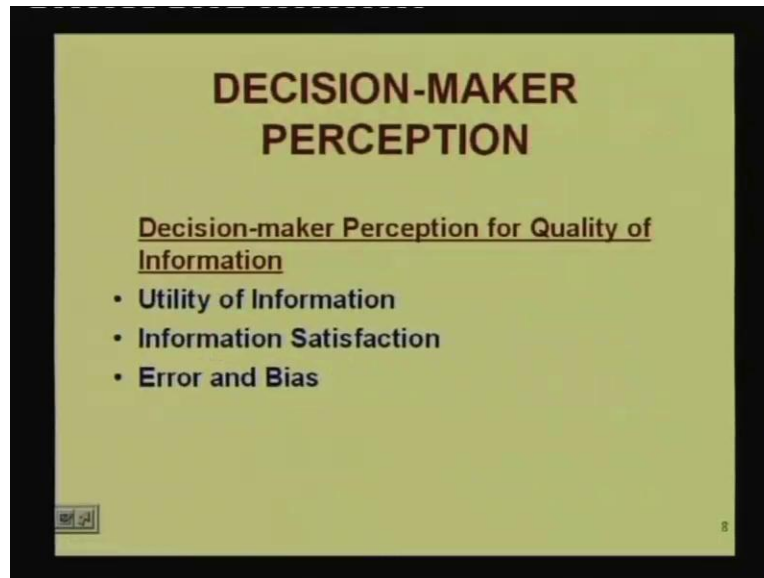 DECISION-MAKER
PERCEPTION
Decision-maker Perception for Quality of
Information
• Utility of Information
• Information Satisfaction
• Error and Bias
8